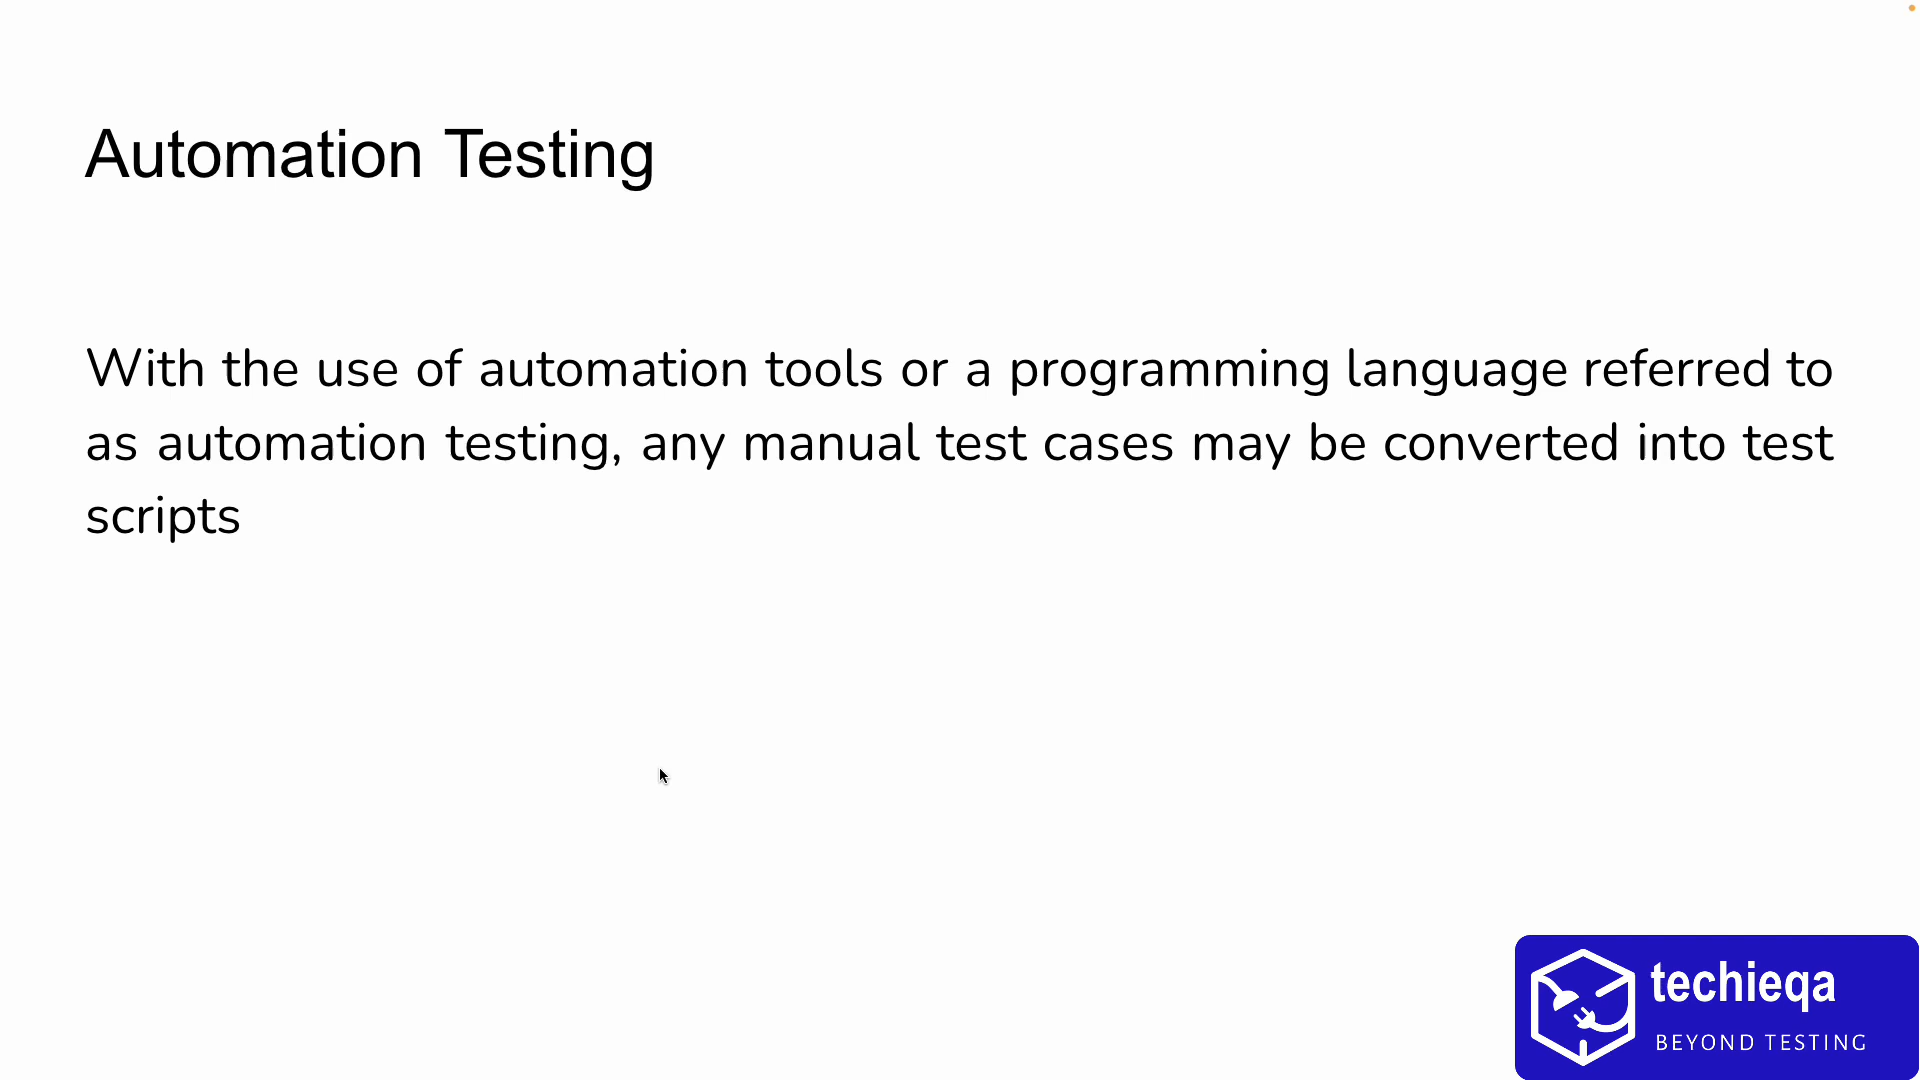 Automation Testing
With the use of automation tools or a programming language referred to
as automation testing, any manual test cases may be converted into test
scripts
techieqa
BEYOND TESTING